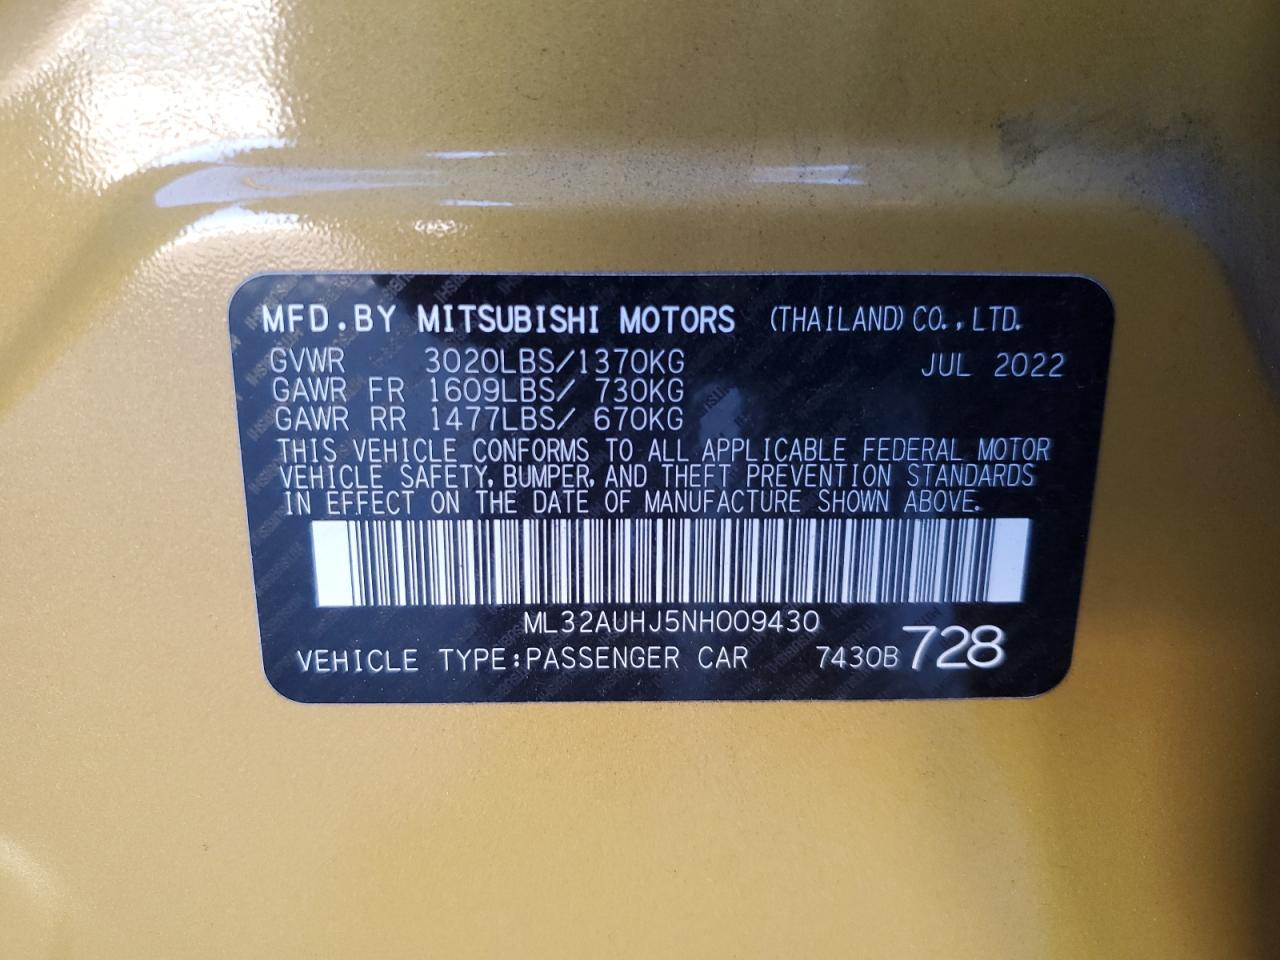 MFD.BY MITSUBISHI MOTORS (THAILAND) CO.,LTD.
GVWR 3020LBS/1370KG JUL 2022
GAWR FR 1609LBS/ 730KG
GAWR RR 1477LBS/ 670KG
THIS VEHICLE CONFORMS TO ALL APPLICABLE FEDERAL MOTOR
VEHICLE SAFETY, BUMPER, AND THEFT PREVENTION STANDARDS
IN EFFECT ON THE DATE OF MANUFACTURE SHOWN ABOVE.
ML32AUHJ5NH009430
VEHICLE TYPE:PASSENGER CAR 7430B 728